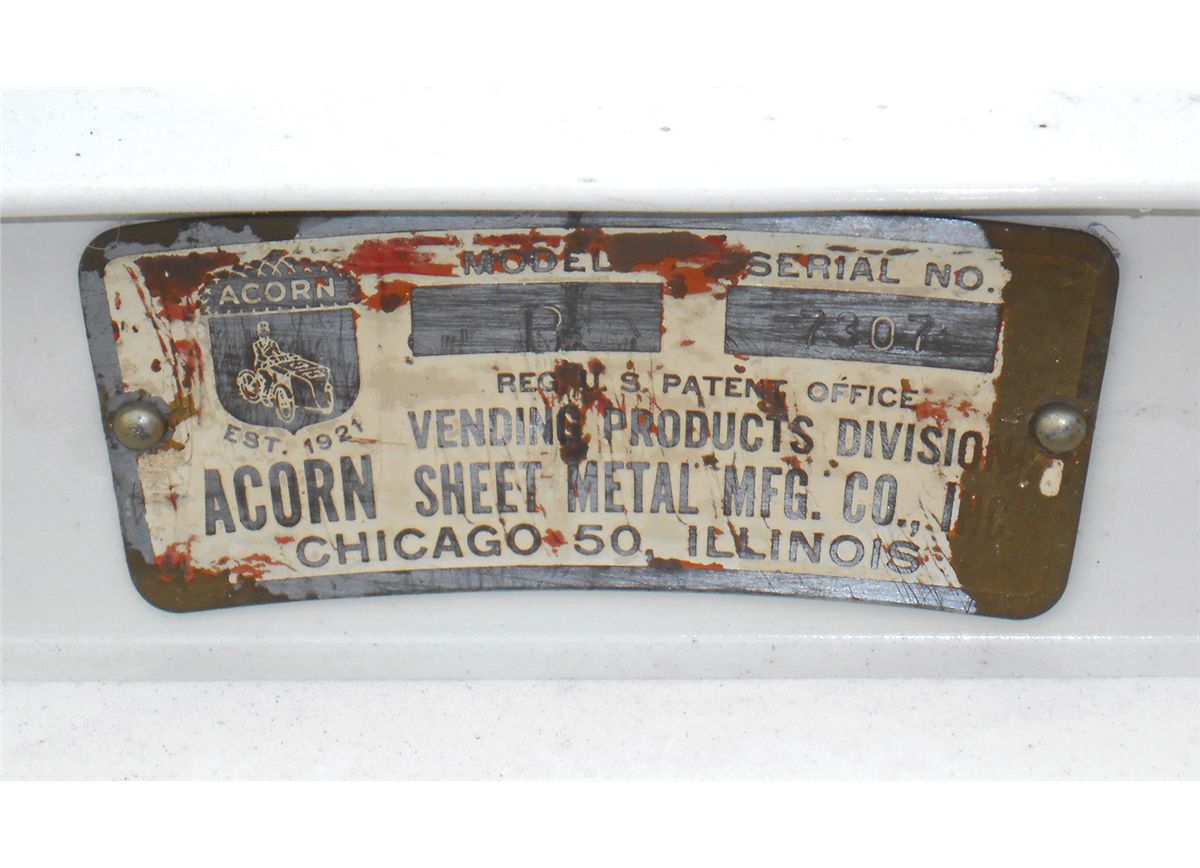 ACORN
EST. 1921
MODEL
SERIAL NO.
7307
REG. U. S. PATENT OFFICE
VENDING PRODUCTS DIVISIO
ACORN SHEET METAL MFG. CO.,
CHICAGO 50, ILLINOIS